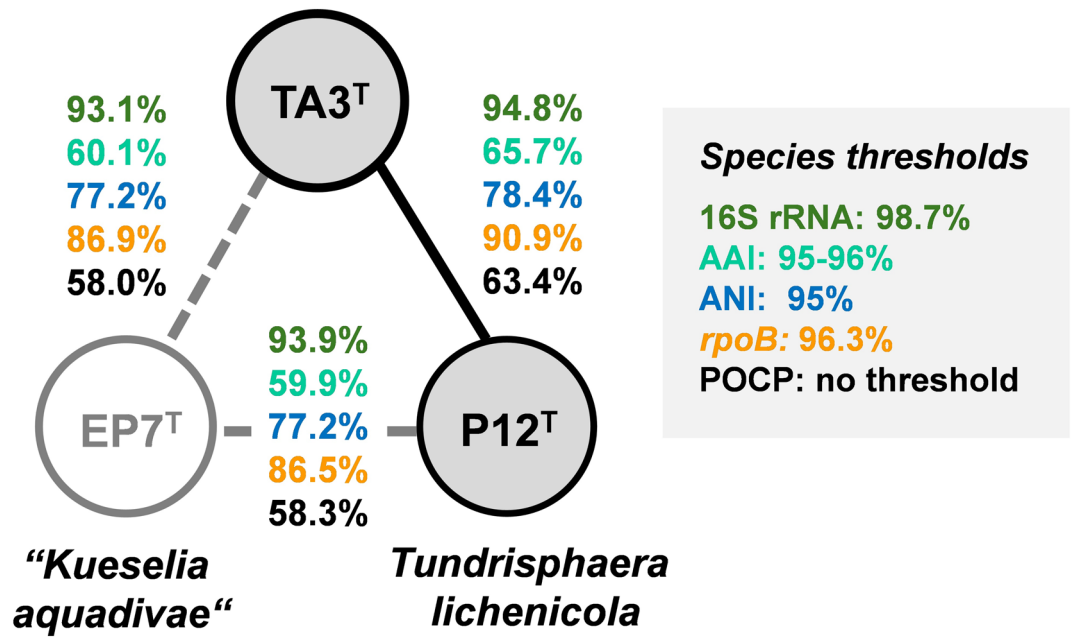 TA3ᵀ
93.1%
60.1%
77.2%
86.9%
58.0%
94.8%
65.7%
78.4%
90.9%
63.4%
Species thresholds
16S rRNA: 98.7%
AAI: 95-96%
ANI: 95%
rpoB: 96.3%
POCP: no threshold
EP7ᵀ
93.9%
59.9%
77.2%
86.5%
58.3%
P12ᵀ
“Kueselia
aquadivae“
Tundrisphaera
lichenicola